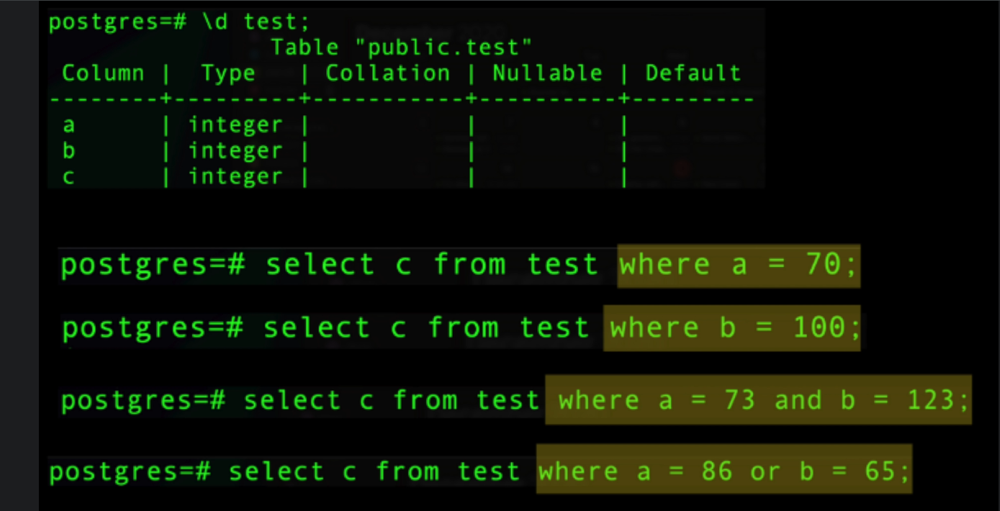 postgres=# \d test;
Table "public.test"
Column | Type | Collation | Nullable | Default
--------+---------+-----------+----------+---------
a | integer | | |
b | integer | | |
c | integer | | |
postgres=# select c from test where a = 70;
postgres=# select c from test where b = 100;
postgres=# select c from test where a = 73 and b = 123;
postgres=# select c from test where a = 86 or b = 65;